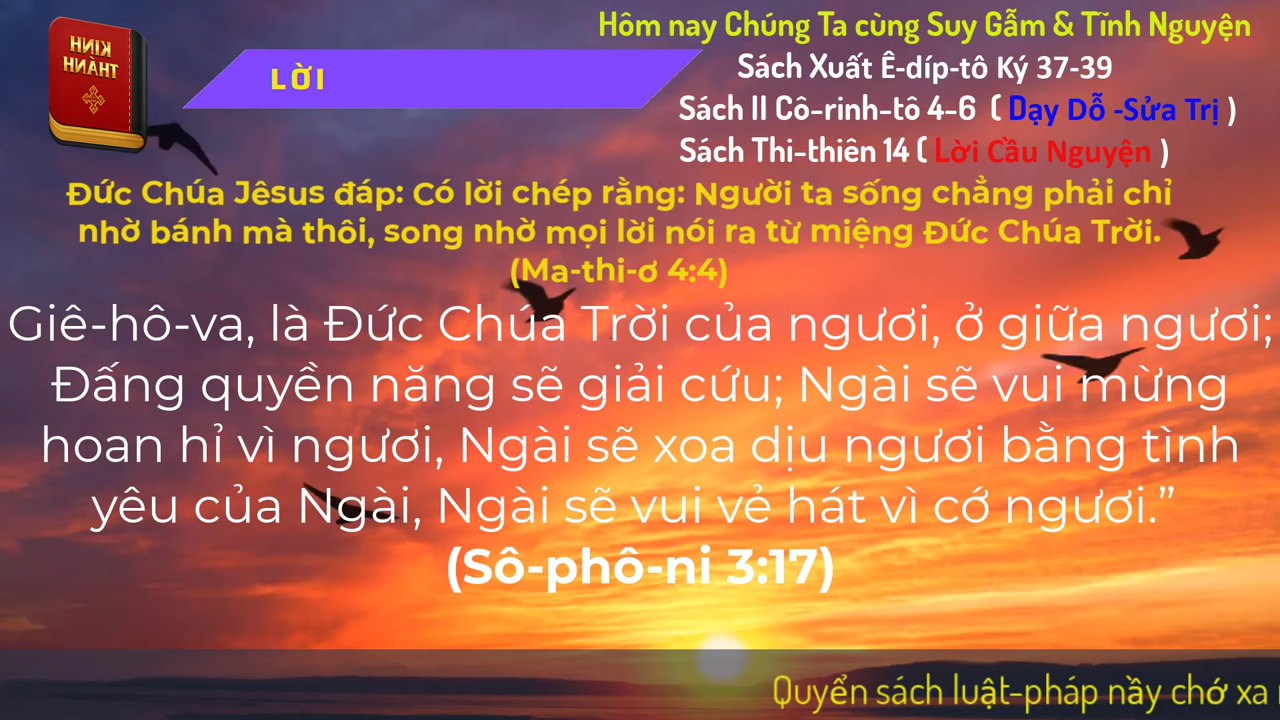 KINH
THÀNH
LỜI
Hôm nay Chúng Ta cùng Suy Gẫm & Tĩnh Nguyện
Sách Xuất Ê-díp-tô Ký 37-39
Sách II Cô-rinh-tô 4-6 ( Dạy Dỗ -Sửa Trị )
Sách Thi-thiên 14 ( Lời Cầu Nguyện )
Đức Chúa Jêsus đáp: Có lời chép rằng: Người ta sống chẳng phải chỉ
nhờ bánh mà thôi, song nhờ mọi lời nói ra từ miệng Đức Chúa Trời.
(Ma-thi-ơ 4:4)
Giê-hô-va, là Đức Chúa Trời của ngươi, ở giữa ngươi;
Đấng quyền năng sẽ giải cứu; Ngài sẽ vui mừng
hoan hỉ vì ngươi, Ngài sẽ xoa dịu ngươi bằng tình
yêu của Ngài, Ngài sẽ vui vẻ hát vì cớ ngươi.”
(Sô-phô-ni 3:17)
Quyển sách luật-pháp nầy chớ xa